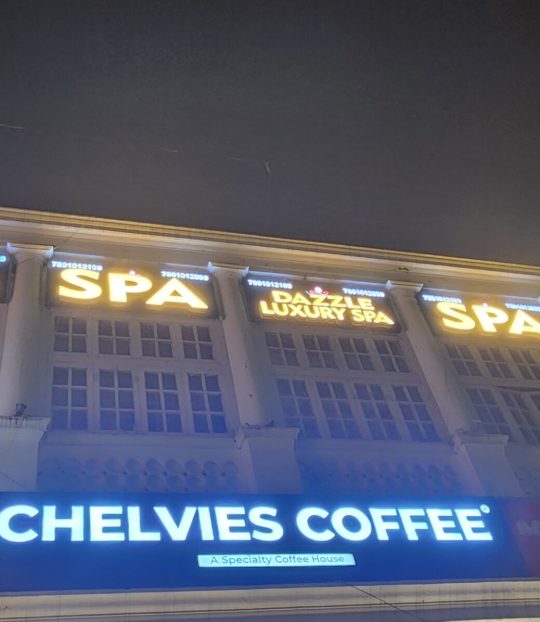 SPA
DAZZLE
LUXURY SPA
SPA
CHELVIES COFFEE
A Specialty Coffee House